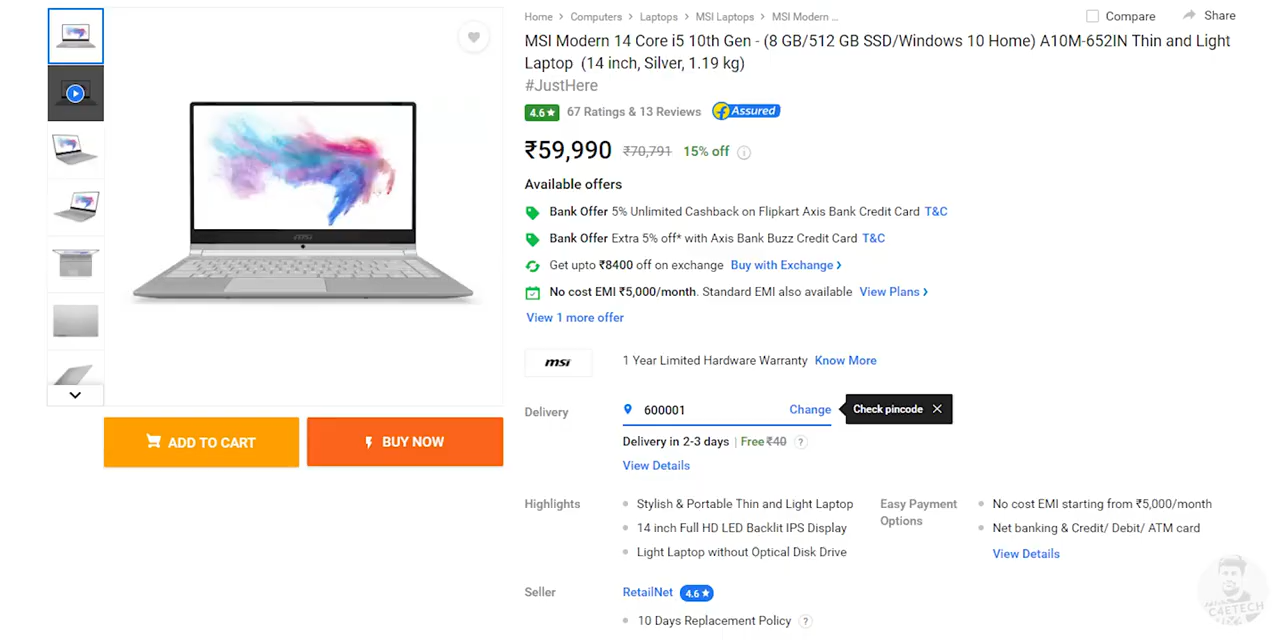 Home > Computers > Laptops > MSI Laptops > MSI Modern ...
Compare
Share
MSI Modern 14 Core i5 10th Gen - (8 GB/512 GB SSD/Windows 10 Home) A10M-652IN Thin and Light
Laptop (14 inch, Silver, 1.19 kg)
#JustHere
4.6★ 67 Ratings & 13 Reviews Assured
₹59,990 ₹70,791 15% off
Available offers
Bank Offer 5% Unlimited Cashback on Flipkart Axis Bank Credit Card T&C
Bank Offer Extra 5% off* with Axis Bank Buzz Credit Card T&C
Get upto ₹8400 off on exchange Buy with Exchange >
No cost EMI ₹5,000/month. Standard EMI also available View Plans >
View 1 more offer
msi
msi 1 Year Limited Hardware Warranty Know More
Delivery 600001 Change Check pincode ✕
Delivery in 2-3 days | Free ₹40 ?
View Details
ADD TO CART
BUY NOW
Highlights
Stylish & Portable Thin and Light Laptop
14 inch Full HD LED Backlit IPS Display
Light Laptop without Optical Disk Drive
Easy Payment
Options
No cost EMI starting from ₹5,000/month
Net banking & Credit/ Debit/ ATM card
View Details
Seller RetailNet 4.6★
10 Days Replacement Policy ?
C4ETECH